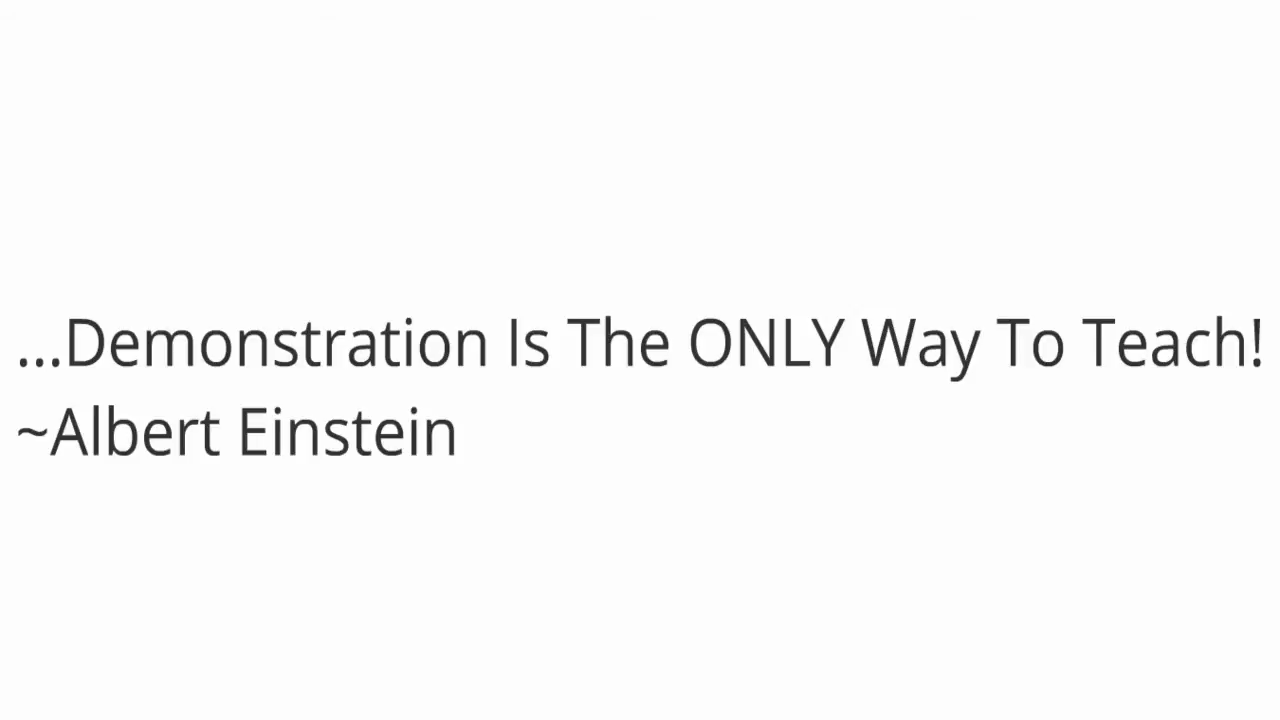 ...Demonstration Is The ONLY Way To Teach!
~Albert Einstein